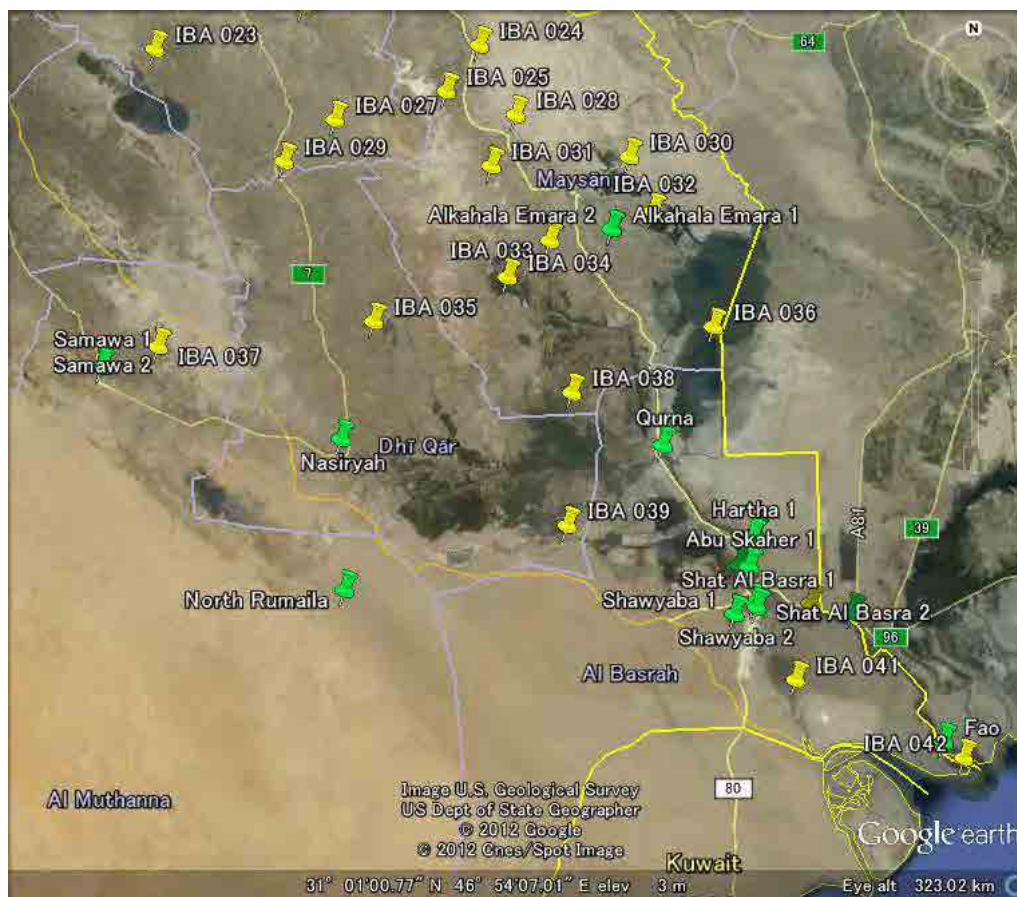 N
IBA 023
IBA 024
64
IBA 025
IBA 027
IBA 028
IBA 029
IBA 031
IBA 030
Maysān
IBA 032
Alkahala Emara 2
Alkahala Emara 1
IBA 033
IBA 034
7
IBA 035
IBA 036
Samawa 1
IBA 037
Samawa 2
IBA 038
Qurna
Dhī Qār
Nasiryah
Hartha 1
IBA 039
A81
39
Abu Skaher 1
Shat Al Basra 1
North Rumaila
Shawyaba 1
Shat Al Basra 2
Shawyaba 2
96
IBA 041
Al Basrah
Fao
IBA 042
80
Al Muthanna
Image U.S. Geological Survey
US Dept of State Geographer
© 2012 Google
© 2012 Cnes/Spot Image
Google earth
Kuwait
31° 01'00.77" N 46° 54'07.01" E elev 3 m
Eye alt 323.02 km